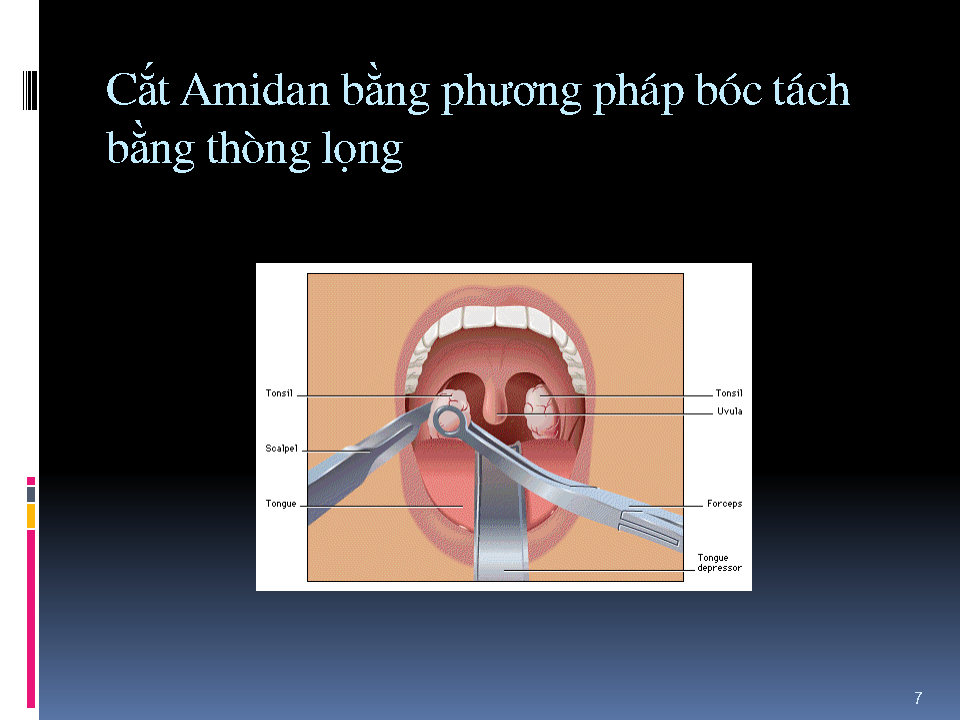 Cắt Amidan bằng phương pháp bóc tách
bằng thòng lọng
Tonsil
Tonsil
Uvula
Scalpel
Tongue
Forceps
Tongue
depressor
7